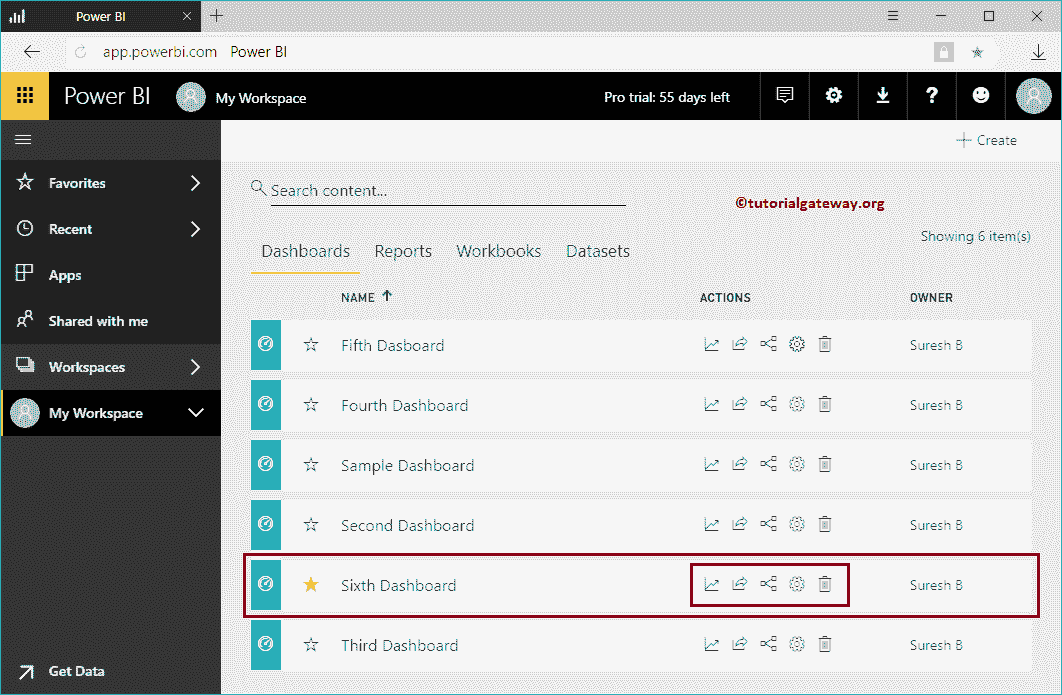 Power BI
app.powerbi.com Power BI
Power BI My Workspace Pro trial: 55 days left ?
Create
Favorites
Recent
Apps
Shared with me
Workspaces
My Workspace
Get Data
Search content...
©tutorialgateway.org
Showing 6 item(s)
Dashboards Reports Workbooks Datasets
NAME ACTIONS OWNER
Fifth Dasboard Suresh B
Fourth Dashboard Suresh B
Sample Dashboard Suresh B
Second Dashboard Suresh B
Sixth Dashboard Suresh B
Third Dashboard Suresh B